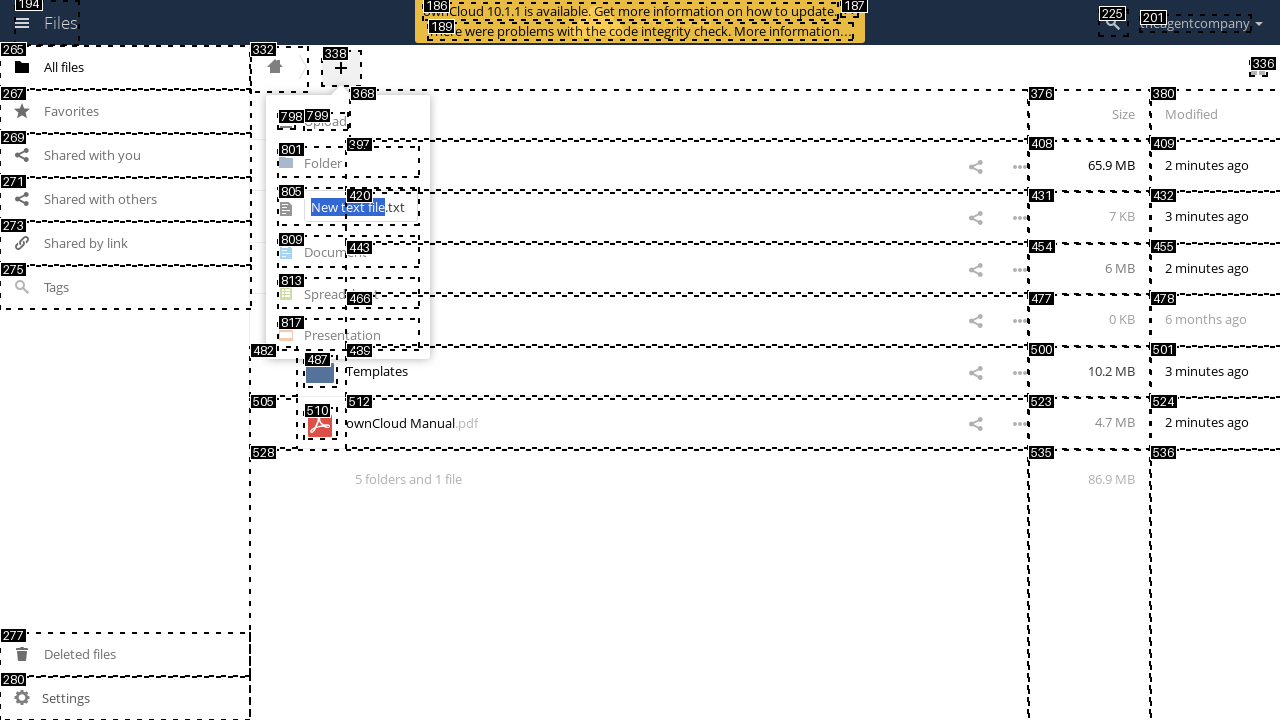 194
Files
186
ownCloud 10.1.1 is available. Get more information on how to update.
187
189
There were problems with the code integrity check. More information…
225
201
theagentcompany
265
All files
267
Favorites
269
Shared with you
271
Shared with others
273
Shared by link
275
Tags
277
Deleted files
280
Settings
332
338
336
368
376
Size
380
Modified
798
799
Upload
801
Folder
397
408
65.9 MB
409
2 minutes ago
805
New text file.txt
420
431
7 KB
432
3 minutes ago
809
Document
443
454
6 MB
455
2 minutes ago
813
Spreadsheet
466
477
0 KB
478
6 months ago
817
Presentation
482
487
489
Templates
500
10.2 MB
501
3 minutes ago
505
510
512
ownCloud Manual.pdf
523
4.7 MB
524
2 minutes ago
528
5 folders and 1 file
535
86.9 MB
536